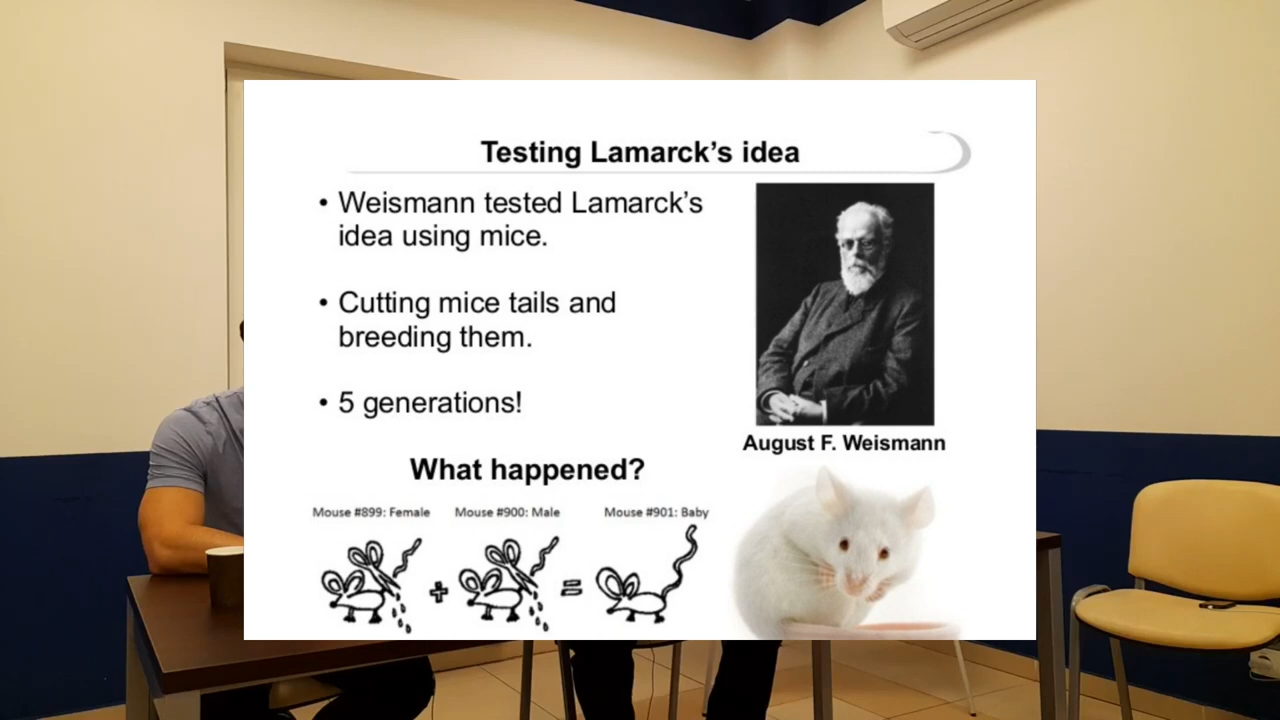 Testing Lamarck's idea
• Weismann tested Lamarck's
idea using mice.
• Cutting mice tails and
breeding them.
• 5 generations!
August F. Weismann
What happened?
Mouse #899: Female
Mouse #900: Male
Mouse #901: Baby
+
=